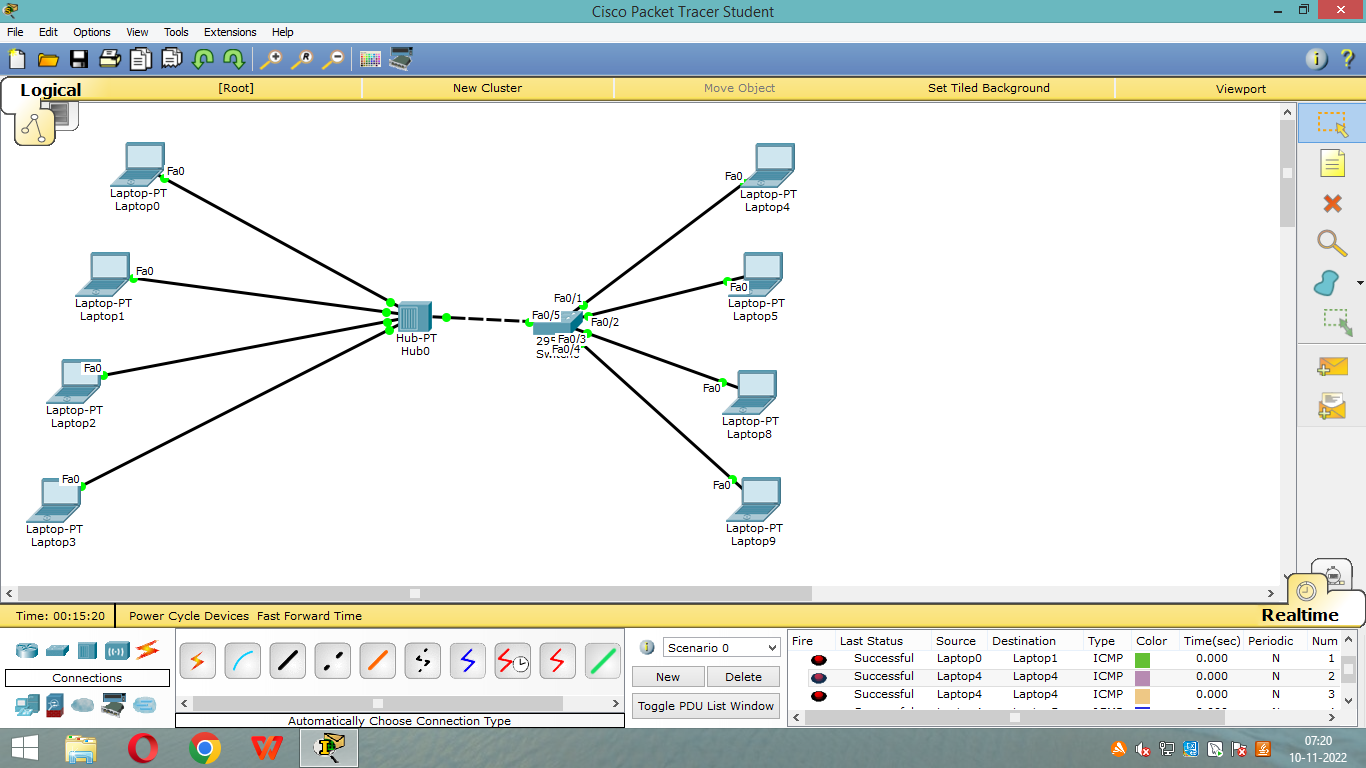 Cisco Packet Tracer Student
File Edit Options View Tools Extensions Help
Logical [Root] New Cluster Move Object Set Tiled Background Viewport
Fa0
Laptop-PT
Laptop0
Fa0
Laptop-PT
Laptop4
Fa0
Laptop-PT
Laptop1
Fa0
Laptop-PT
Laptop5
Fa0/1
Fa0/5
Fa0/2
Fa0/3
Fa0/4
Hub-PT
Hub0
Fa0
Laptop-PT
Laptop2
Fa0
Laptop-PT
Laptop8
Fa0
Laptop-PT
Laptop3
Fa0
Laptop-PT
Laptop9
Time: 00:15:20 Power Cycle Devices Fast Forward Time Realtime
Connections
Automatically Choose Connection Type
Scenario 0
New Delete
Toggle PDU List Window
Fire Last Status Source Destination Type Color Time(sec) Periodic Num
Successful Laptop0 Laptop1 ICMP 0.000 N 1
Successful Laptop4 Laptop4 ICMP 0.000 N 2
Successful Laptop4 Laptop4 ICMP 0.000 N 3
07:20
10-11-2022